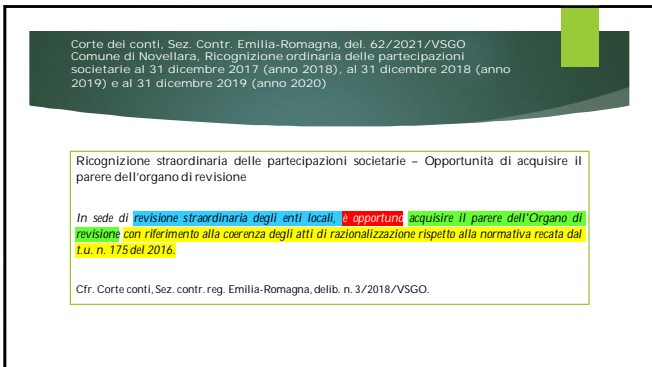 Corte dei conti, Sez. Contr. Emilia-Romagna, del. 62/2021/VSGO
Comune di Novellara, Ricognizione ordinaria delle partecipazioni
societarie al 31 dicembre 2017 (anno 2018), al 31 dicembre 2018 (anno
2019) e al 31 dicembre 2019 (anno 2020)
Ricognizione straordinaria delle partecipazioni societarie – Opportunità di acquisire il
parere dell'organo di revisione
In sede di revisione straordinaria degli enti locali, è opportuno acquisire il parere dell'Organo di
revisione con riferimento alla coerenza degli atti di razionalizzazione rispetto alla normativa recata dal
t.u. n. 175 del 2016.
Cfr. Corte conti, Sez. contr. reg. Emilia-Romagna, delib. n. 3/2018/VSGO.